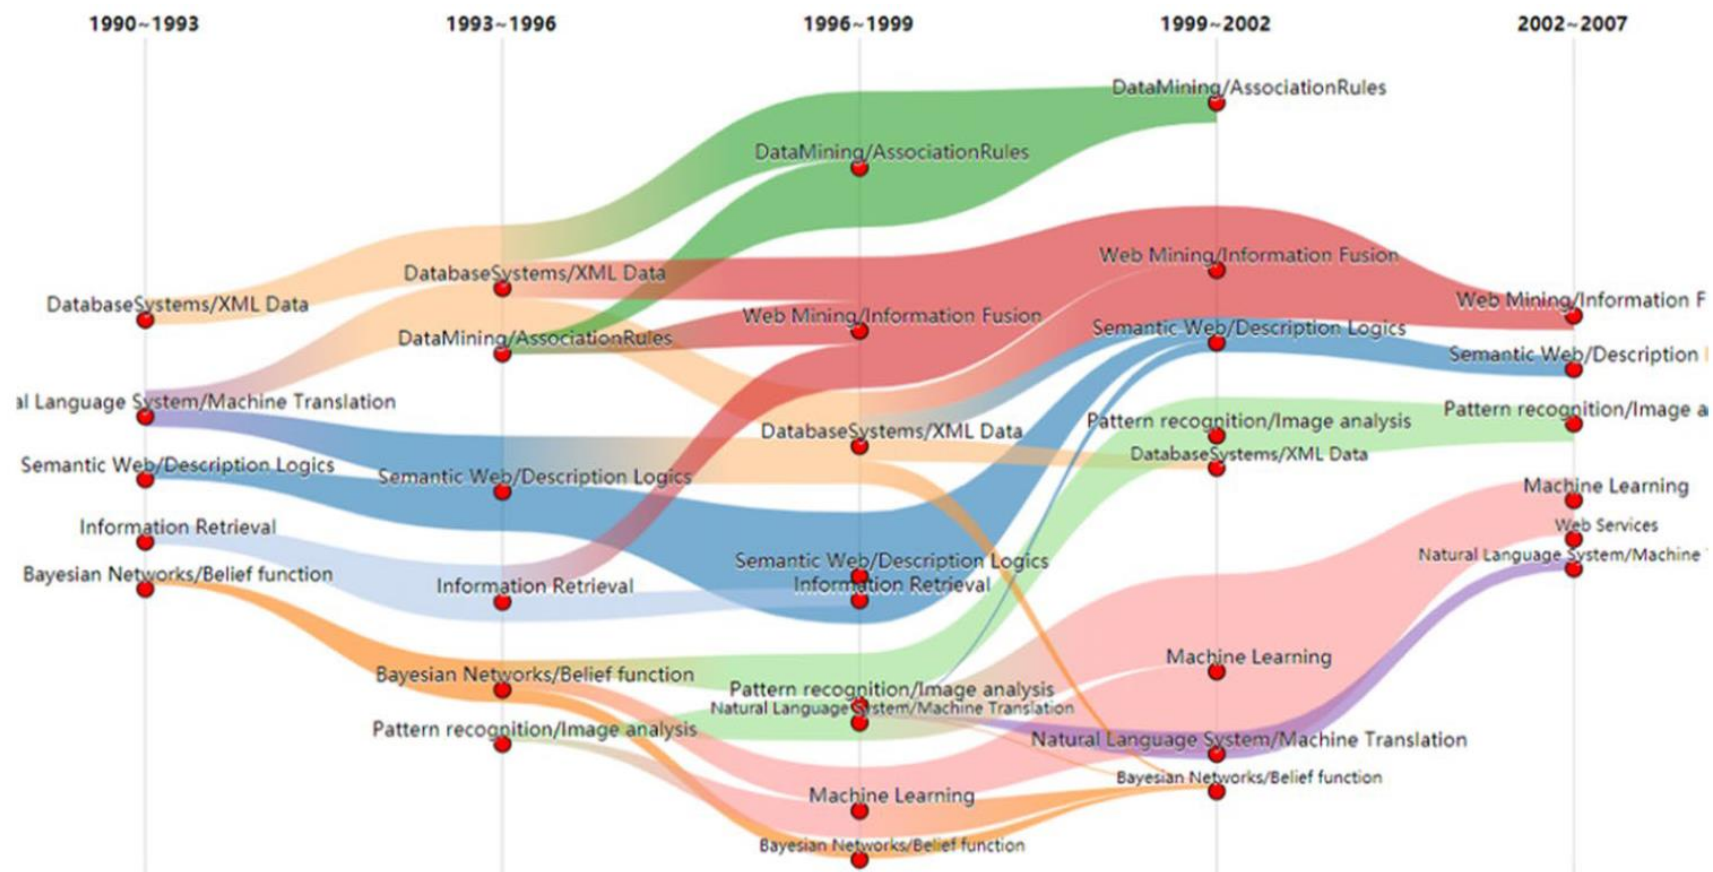 1990~1993
1993~1996
1996~1999
1999~2002
2002~2007
DatabaseSystems/XML Data
al Language System/Machine Translation
Semantic Web/Description Logics
Information Retrieval
Bayesian Networks/Belief function
DatabaseSystems/XML Data
DataMining/AssociationRules
Semantic Web/Description Logics
Information Retrieval
Bayesian Networks/Belief function
Pattern recognition/Image analysis
DataMining/AssociationRules
Web Mining/Information Fusion
DatabaseSystems/XML Data
Semantic Web/Description Logics
Information Retrieval
Pattern recognition/Image analysis
Natural Language System/Machine Translation
Machine Learning
Bayesian Networks/Belief function
DataMining/AssociationRules
Web Mining/Information Fusion
Semantic Web/Description Logics
Pattern recognition/Image analysis
DatabaseSystems/XML Data
Machine Learning
Natural Language System/Machine Translation
Bayesian Networks/Belief function
Web Mining/Information F
Semantic Web/Description
Pattern recognition/Image a
Machine Learning
Web Services
Natural Language System/Machine